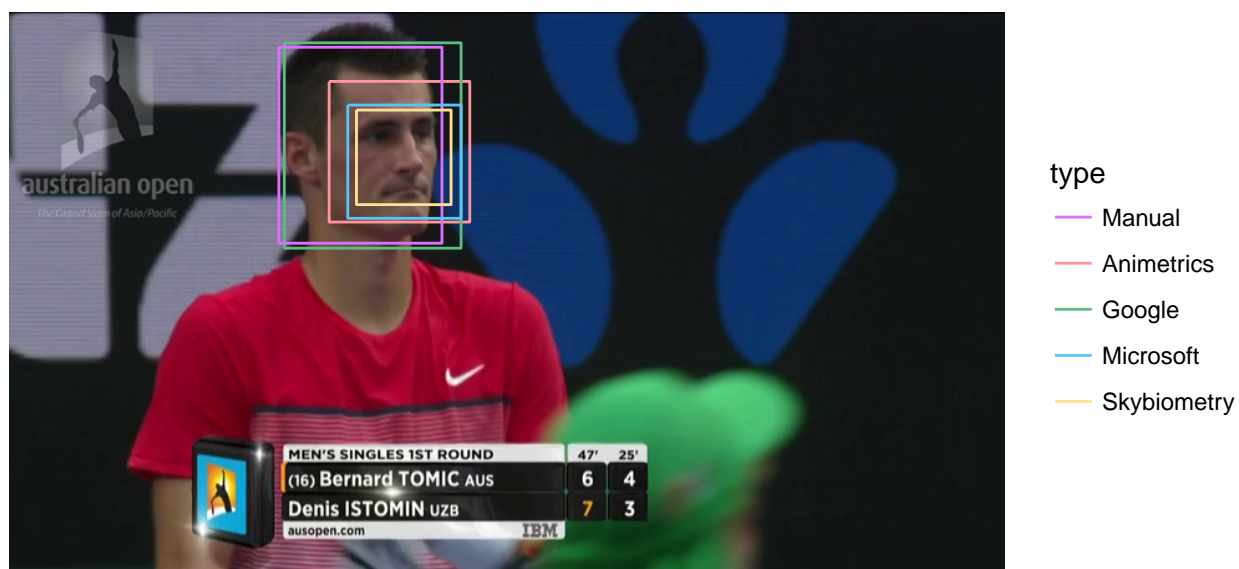 australian open
The Grand Slam of Asia/Pacific
MEN'S SINGLES 1ST ROUND 47' 25'
(16) Bernard TOMIC AUS 6 4
Denis ISTOMIN UZB 7 3
ausopen.com IBM
type
Manual
Animetrics
Google
Microsoft
Skybiometry